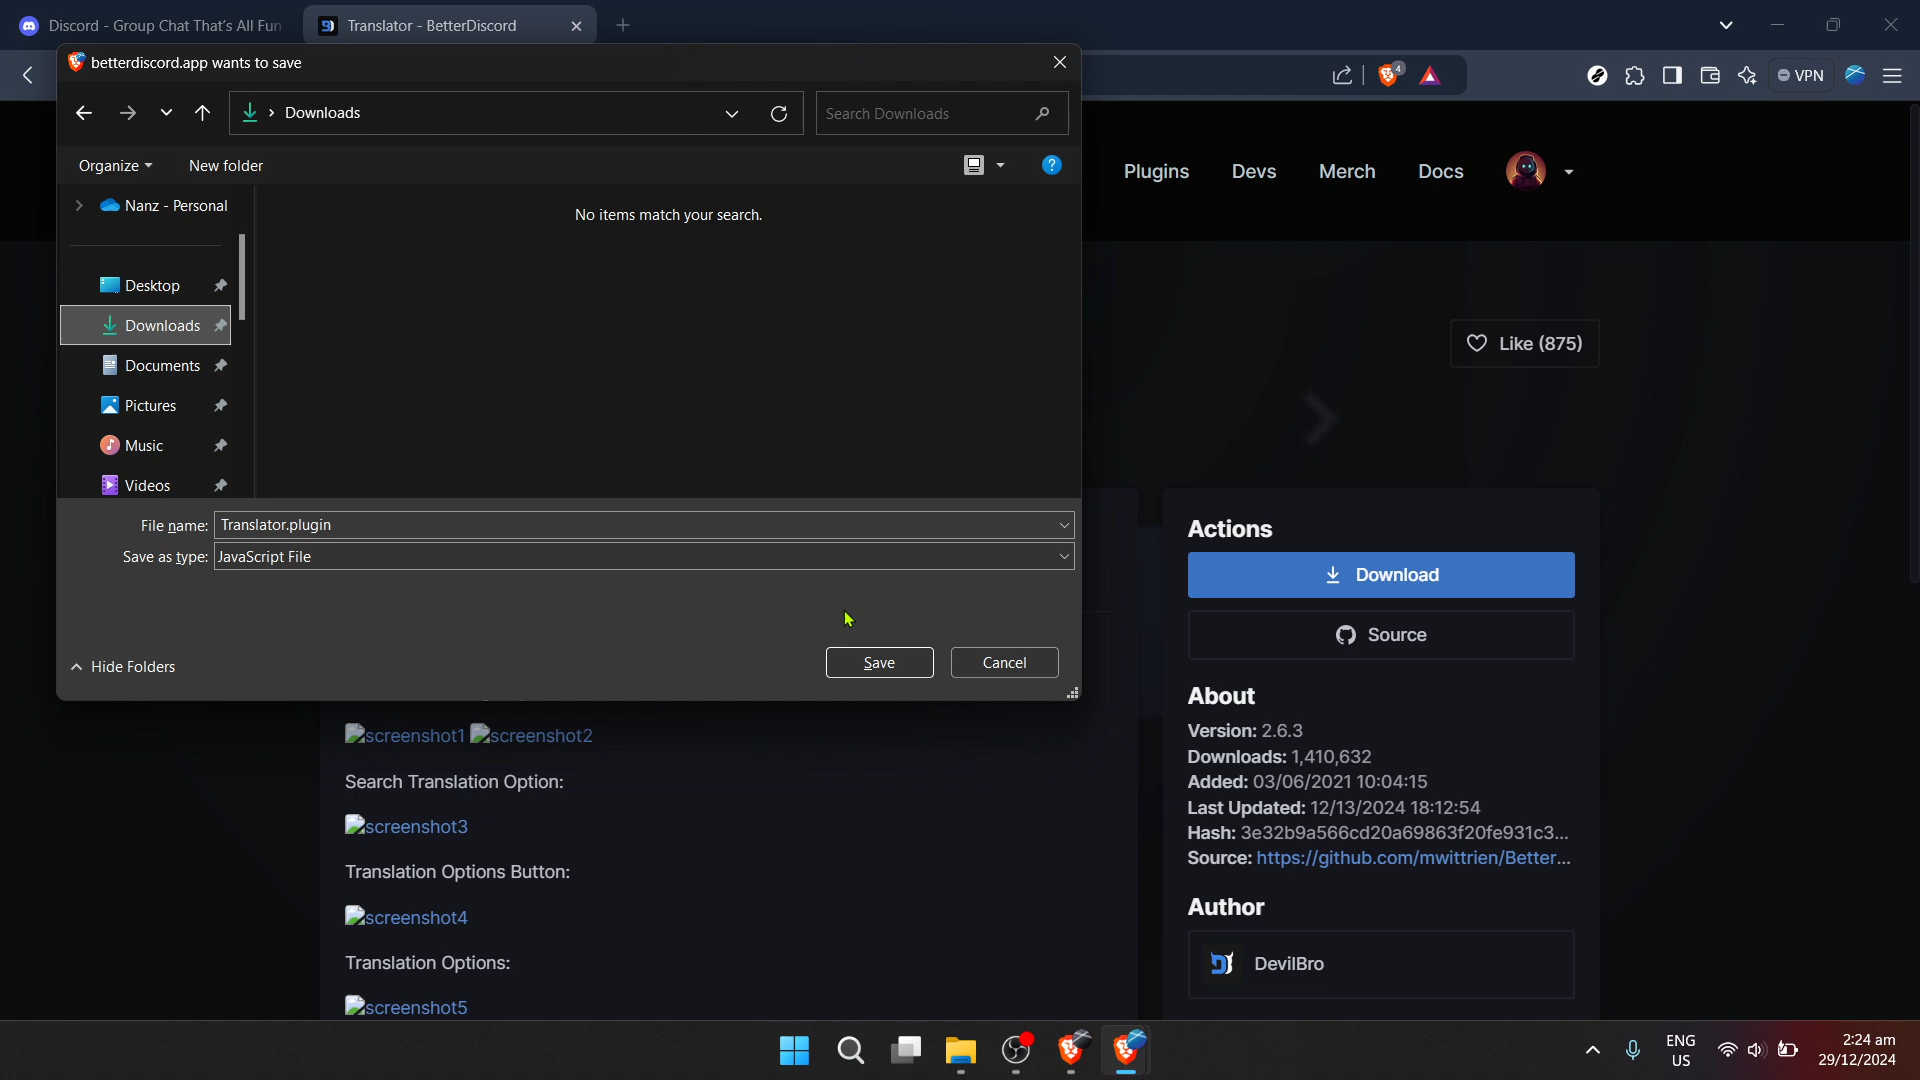 Discord - Group Chat That's All Fun
Translator - BetterDiscord
betterdiscord.app wants to save
Downloads
Search Downloads
4
VPN
Organize
New folder
Plugins
Devs
Merch
Docs
Nanz - Personal
No items match your search.
Desktop
Downloads
Documents
Pictures
Music
Videos
Like (875)
File name: Translator.plugin
Save as type: JavaScript File
Hide Folders
Save
Cancel
Actions
Download
Source
About
Version: 2.6.3
Downloads: 1,410,632
Added: 03/06/2021 10:04:15
Last Updated: 12/13/2024 18:12:54
Hash: 3e32b9a566cd20a69863f20fe931c3...
Source: https://github.com/mwittrien/Better...
Author
DevilBro
screenshot1 screenshot2
Search Translation Option:
screenshot3
Translation Options Button:
screenshot4
Translation Options:
screenshot5
ENG
US
2:24 am
29/12/2024